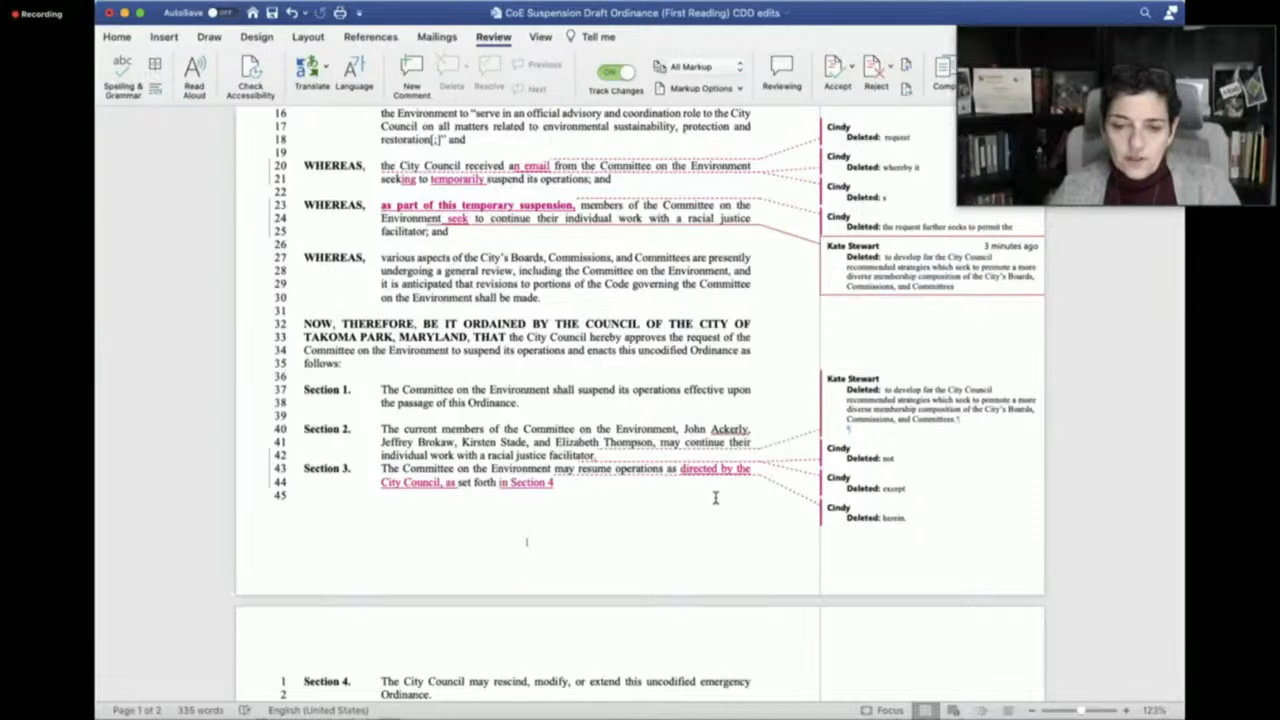 Recording
AutoSave OFF
CoE Suspension Draft Ordinance (First Reading) CDD edits
Home Insert Draw Design Layout References Mailings Review View Tell me
Spelling & Grammar
Read Aloud
Check Accessibility
Translate
Language
New Comment
Delete
Resolve
Previous
Next
ON
Track Changes
All Markup
Markup Options
Reviewing
Accept
Reject
16 the Environment to "serve in an official advisory and coordination role to the City
17 Council on all matters related to environmental sustainability, protection and
18 restoration[;]" and
19
20 WHEREAS, the City Council received an email from the Committee on the Environment
21 seeking to temporarily suspend its operations; and
22
23 WHEREAS, as part of this temporary suspension, members of the Committee on the
24 Environment seek to continue their individual work with a racial justice
25 facilitator; and
26
27 WHEREAS, various aspects of the City's Boards, Commissions, and Committees are presently
28 undergoing a general review, including the Committee on the Environment, and
29 it is anticipated that revisions to portions of the Code governing the Committee
30 on the Environment shall be made.
31
32 NOW, THEREFORE, BE IT ORDAINED BY THE COUNCIL OF THE CITY OF
33 TAKOMA PARK, MARYLAND, THAT the City Council hereby approves the request of the
34 Committee on the Environment to suspend its operations and enacts this uncodified Ordinance as
35 follows:
36
37 Section 1. The Committee on the Environment shall suspend its operations effective upon
38 the passage of this Ordinance.
39
40 Section 2. The current members of the Committee on the Environment, John Ackerly,
41 Jeffrey Brokaw, Kirsten Stade, and Elizabeth Thompson, may continue their
42 individual work with a racial justice facilitator.
43 Section 3. The Committee on the Environment may resume operations as directed by the
44 City Council, as set forth in Section 4
45
1
1 Section 4. The City Council may rescind, modify, or extend this uncodified emergency
2 Ordinance.
Cindy
Deleted: request
Cindy
Deleted: whereby it
Cindy
Deleted: s
Cindy
Deleted: the request further seeks to permit the
Kate Stewart 3 minutes ago
Deleted: to develop for the City Council
recommended strategies which seek to promote a more
diverse membership composition of the City's Boards,
Commissions, and Committees
Kate Stewart
Deleted: to develop for the City Council
recommended strategies which seek to promote a more
diverse membership composition of the City's Boards,
Commissions, and Committees.¶
¶
Cindy
Deleted: not
Cindy
Deleted: except
Cindy
Deleted: herein.
Page 1 of 2 335 words English (United States) Focus 123%